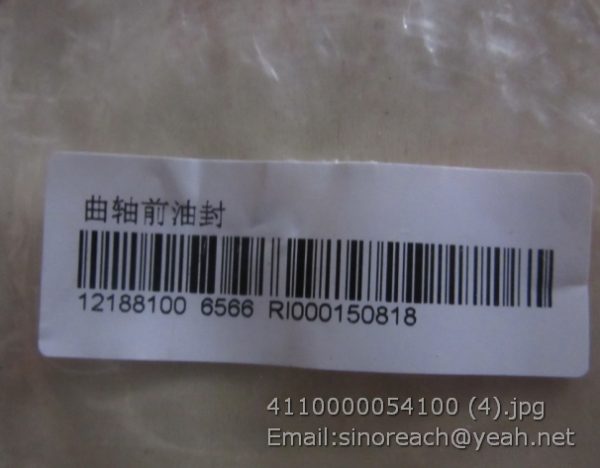 曲轴前油封
12188100 6566 RI000150818
4110000054100 (4).jpg
Email:sinoreach@yeah.net